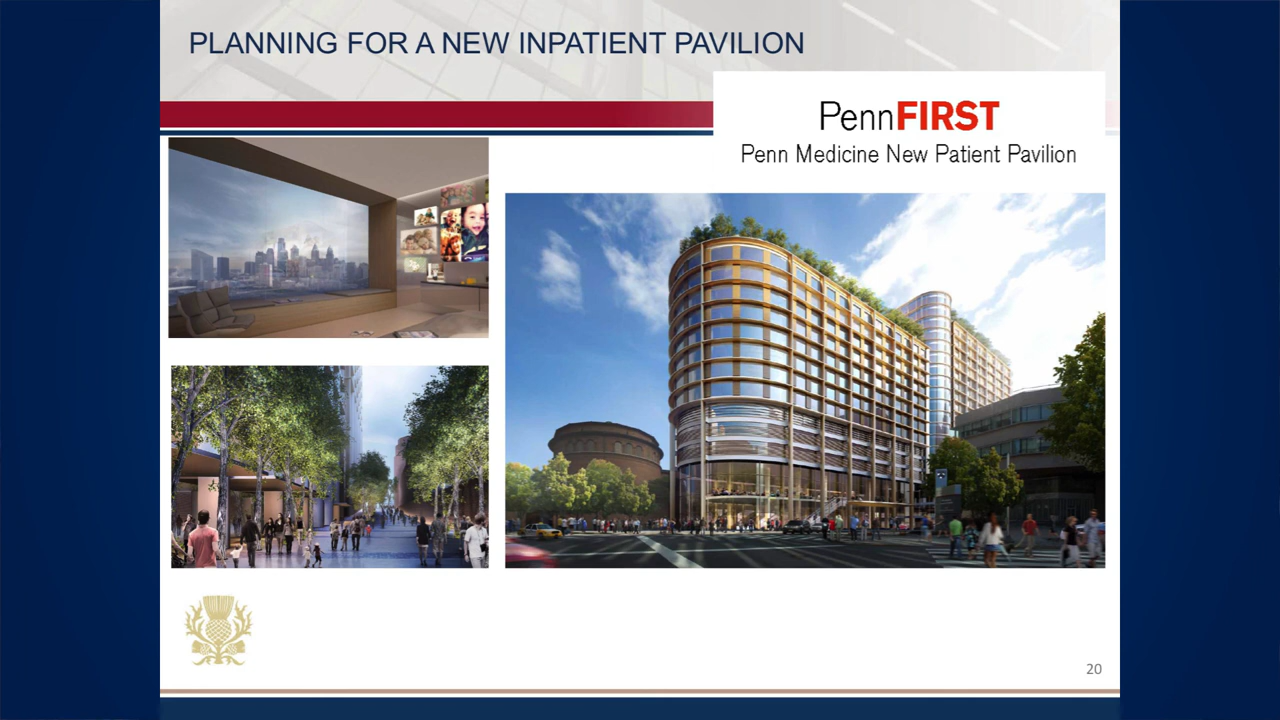 PLANNING FOR A NEW INPATIENT PAVILION
PennFIRST
Penn Medicine New Patient Pavilion
20